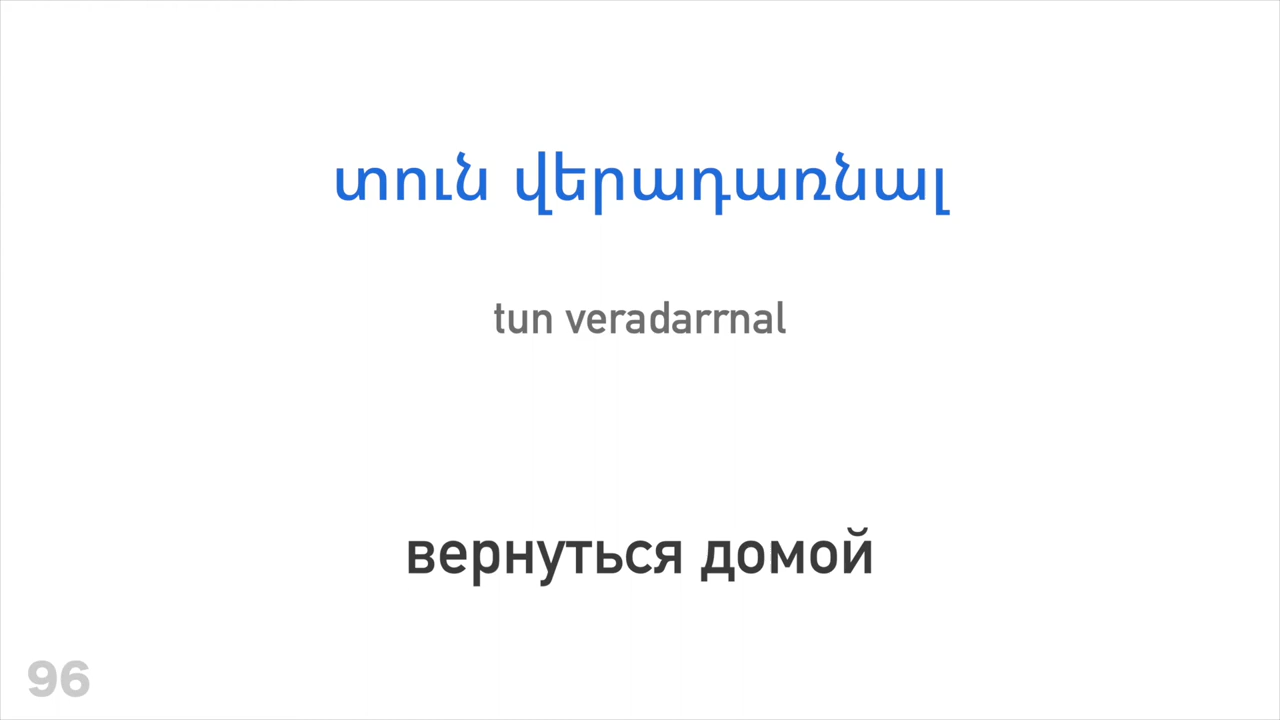 տուն վերադառնալ
tun veradarrnal
вернуться домой
96